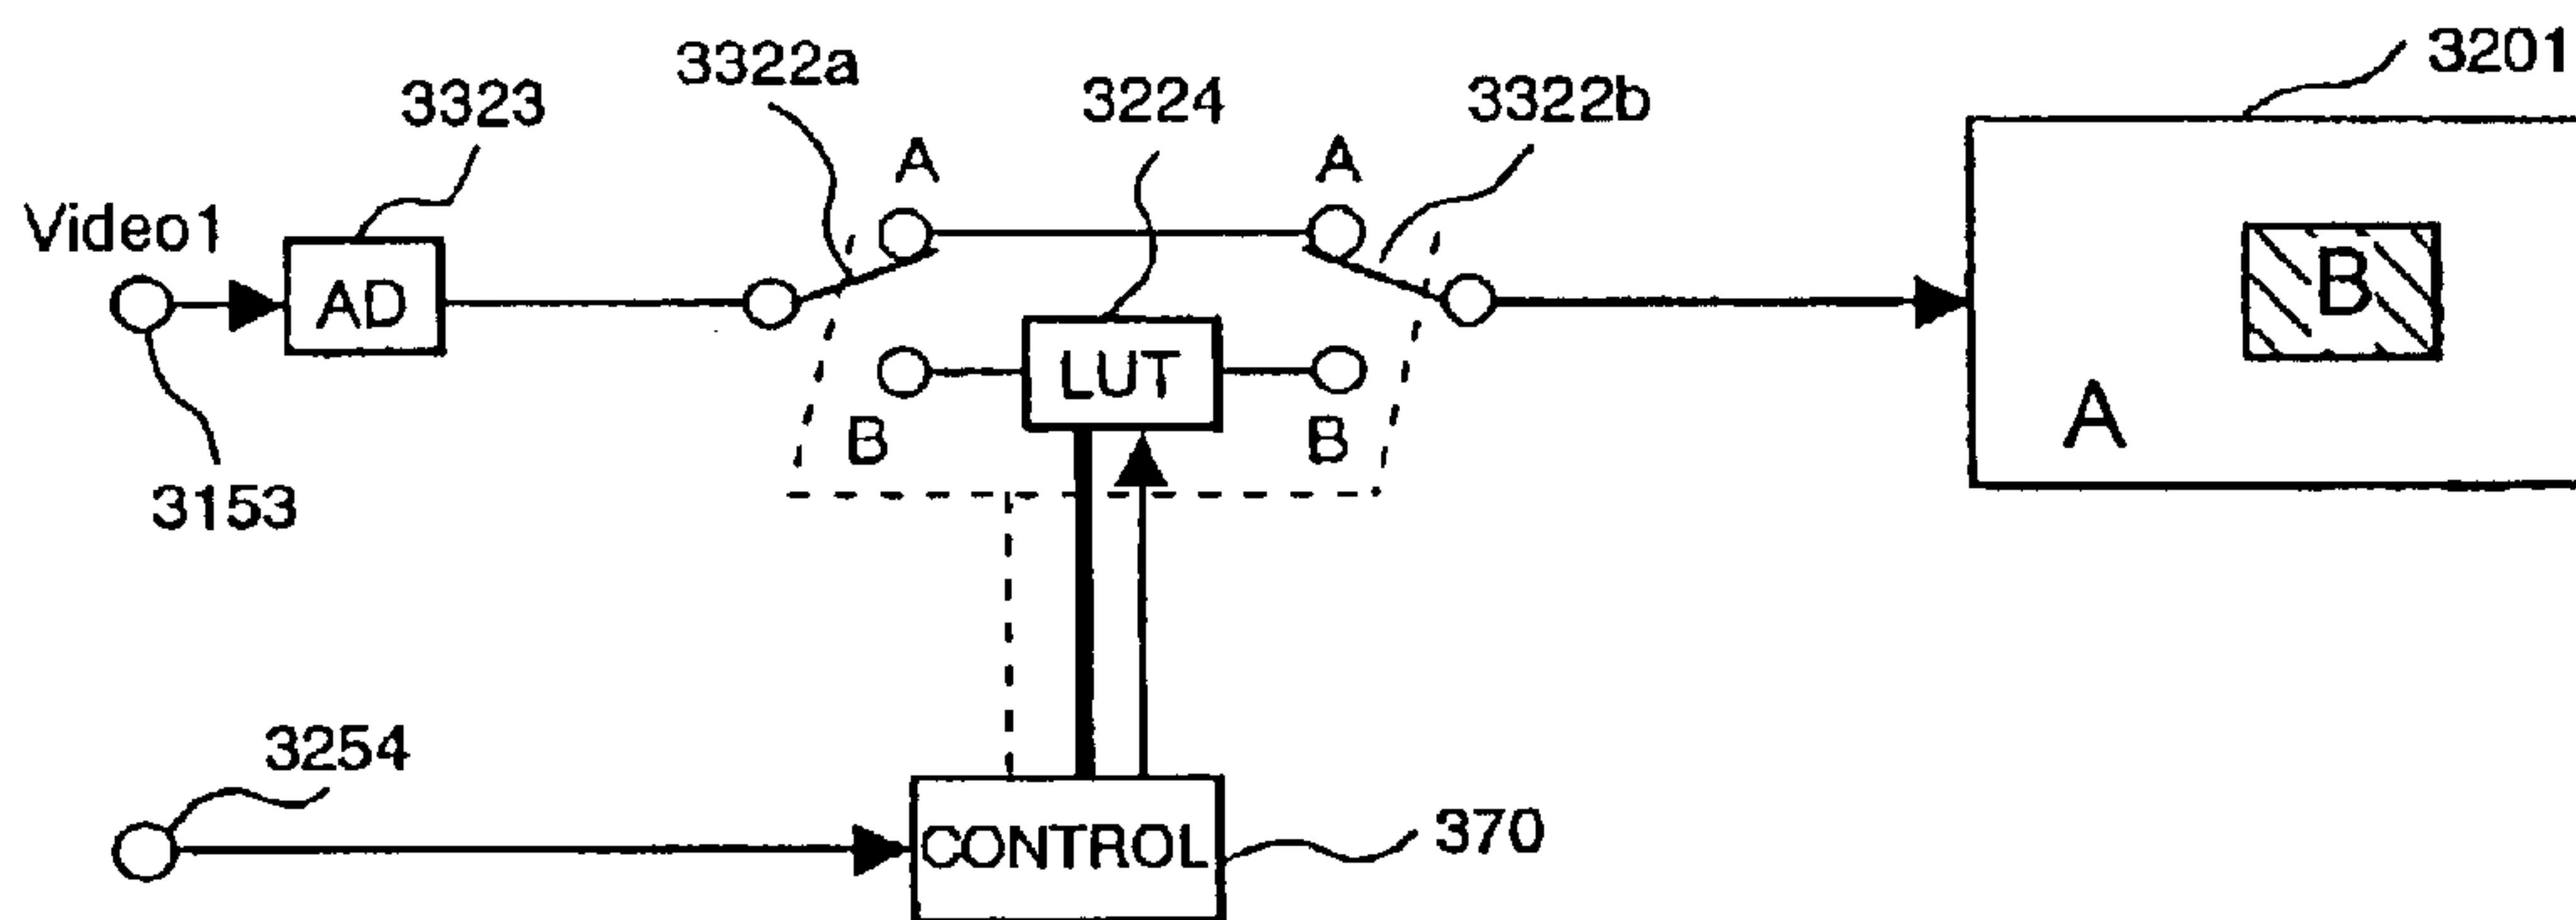 3201
3322a
3323
3224
3322b
A
A
Video1
AD
B
LUT
B
B
A
3153
3254
CONTROL
370